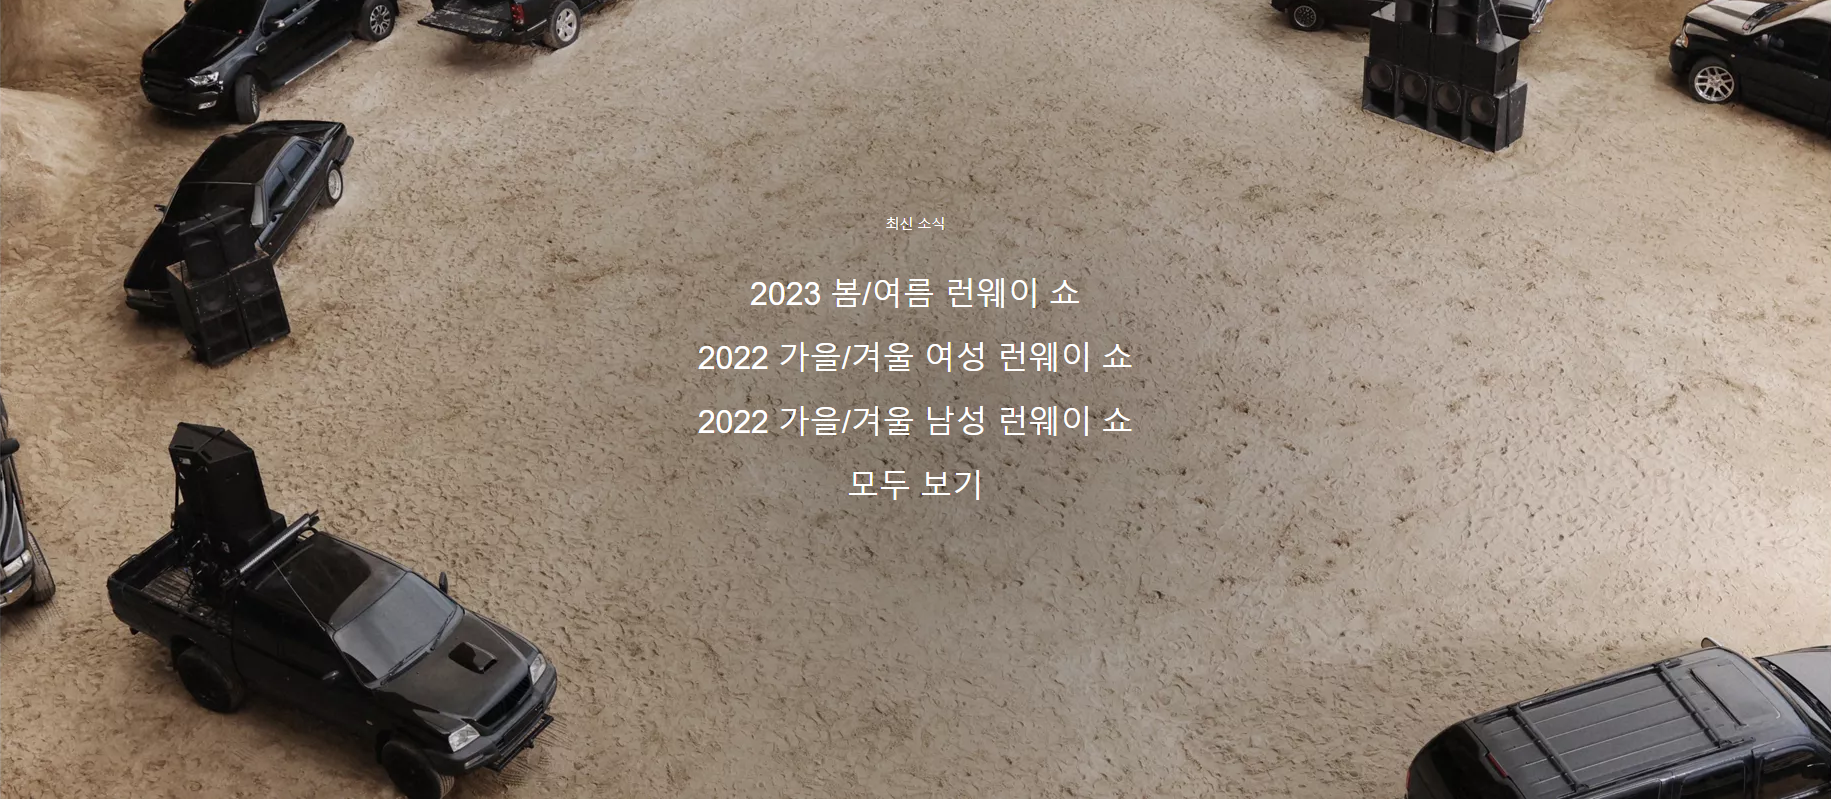 최신 소식
2023 봄/여름 런웨이 쇼
2022 가을/겨울 여성 런웨이 쇼
2022 가을/겨울 남성 런웨이 쇼
모두 보기